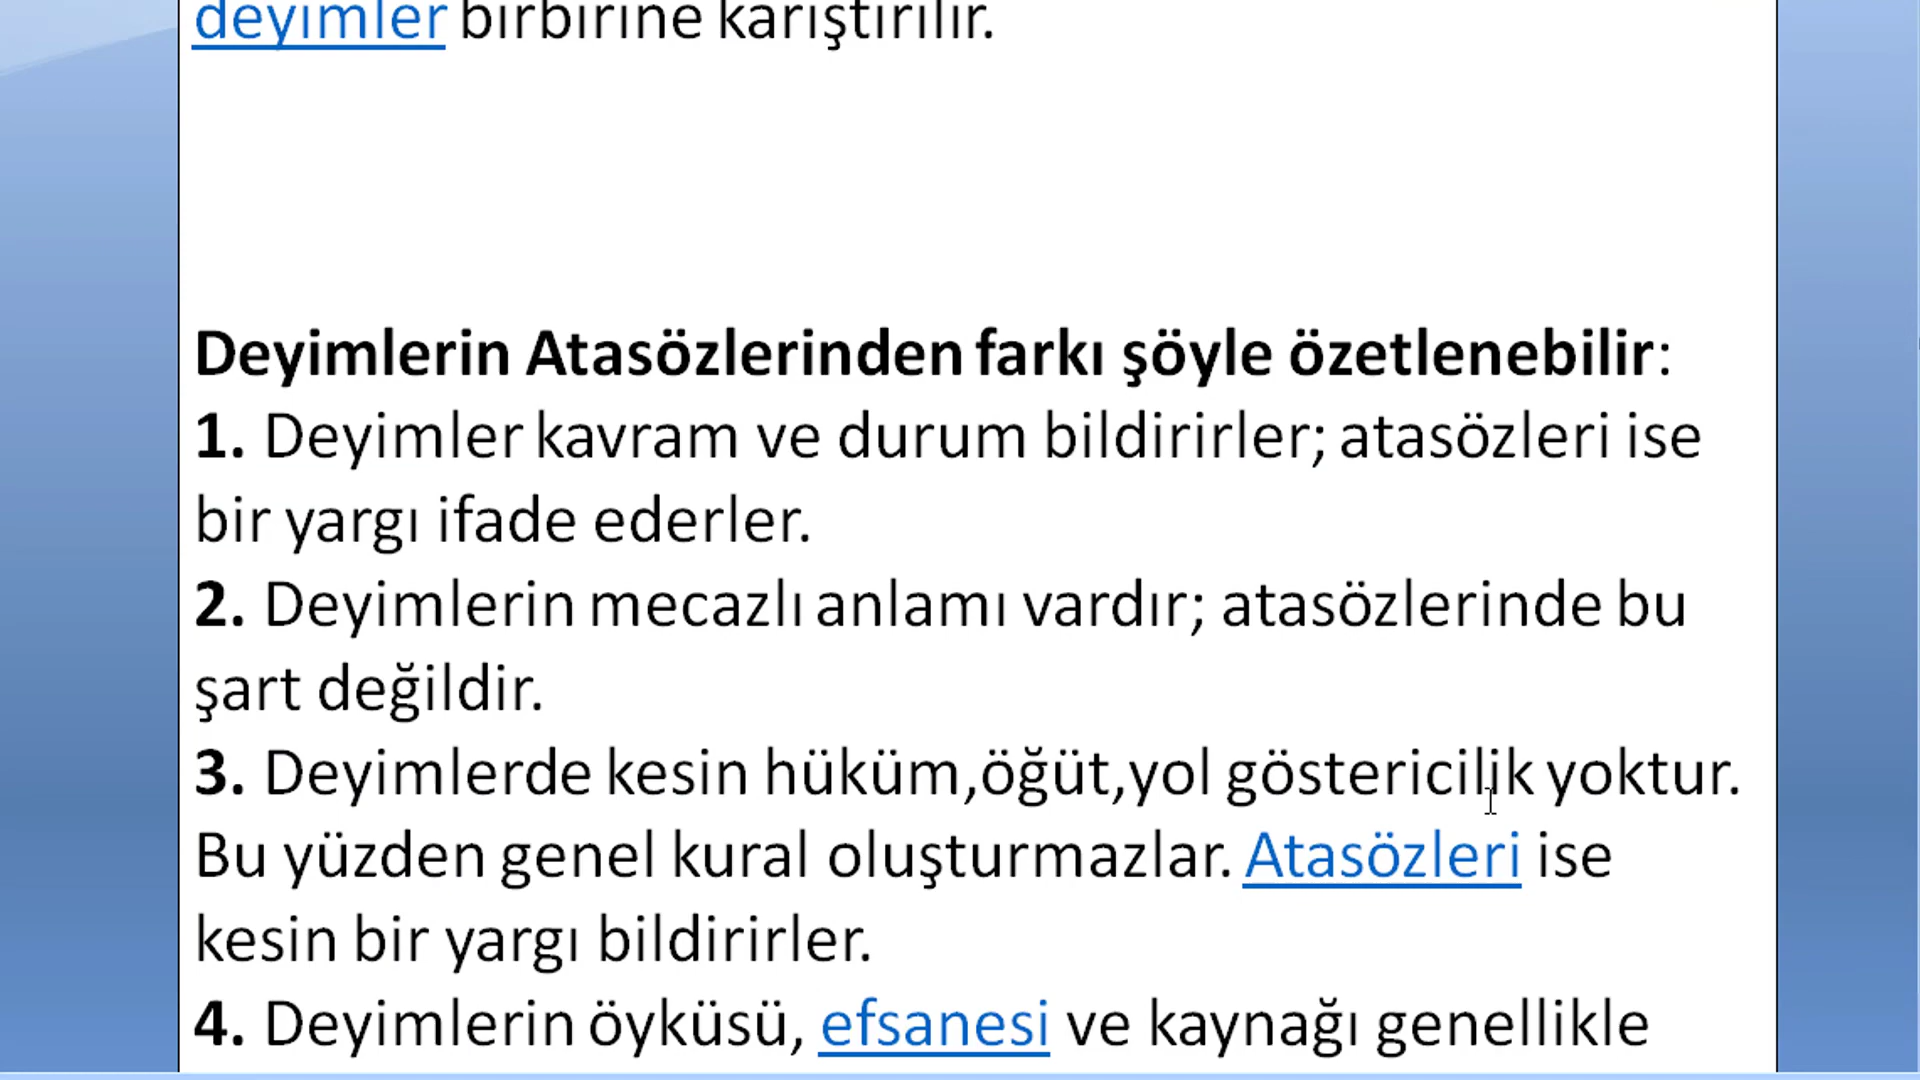 deyimler birbirine karıştırılır.
Deyimlerin Atasözlerinden farkı şöyle özetlenebilir:
1. Deyimler kavram ve durum bildirirler; atasözleri ise
bir yargı ifade ederler.
2. Deyimlerin mecazlı anlamı vardır; atasözlerinde bu
şart değildir.
3. Deyimlerde kesin hüküm,öğüt,yol göstericilik yoktur.
Bu yüzden genel kural oluşturmazlar. Atasözleri ise
kesin bir yargı bildirirler.
4. Deyimlerin öyküsü, efsanesi ve kaynağı genellikle